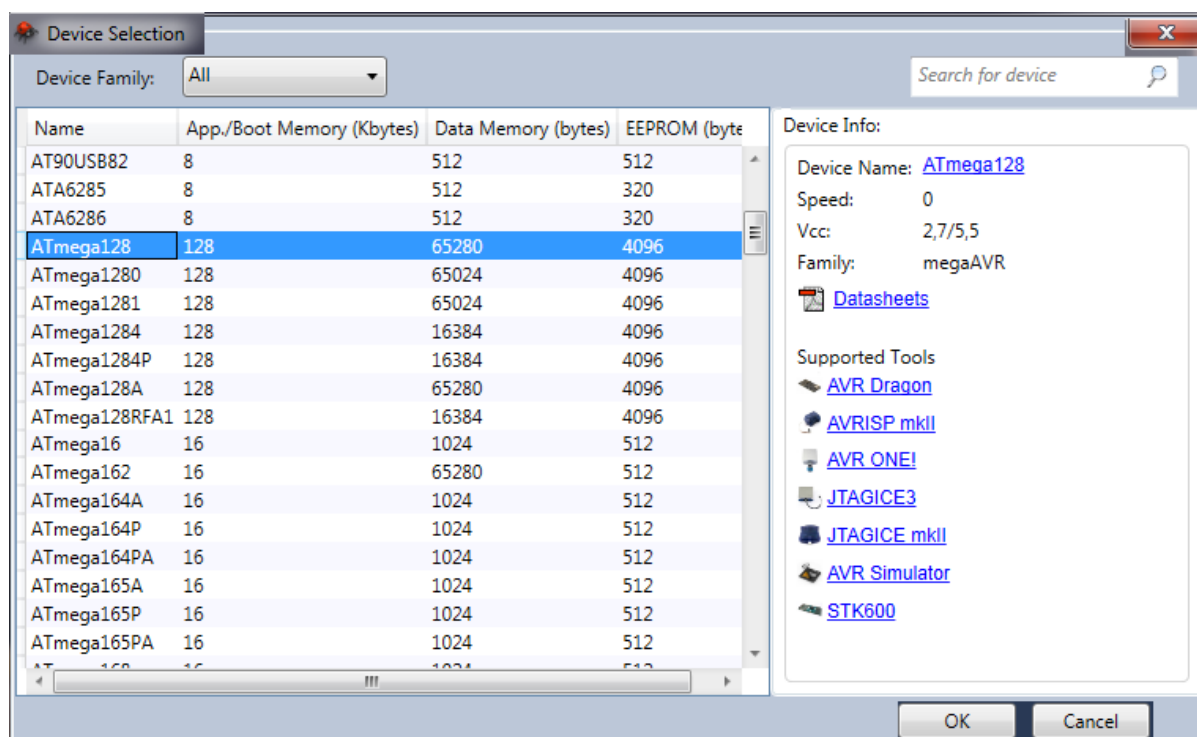 Device Selection
Device Family: All Search for device
Name App./Boot Memory (Kbytes) Data Memory (bytes) EEPROM (byte
AT90USB82 8 512 512
ATA6285 8 512 320
ATA6286 8 512 320
ATmega128 128 65280 4096
ATmega1280 128 65024 4096
ATmega1281 128 65024 4096
ATmega1284 128 16384 4096
ATmega1284P 128 16384 4096
ATmega128A 128 65280 4096
ATmega128RFA1 128 16384 4096
ATmega16 16 1024 512
ATmega162 16 65280 512
ATmega164A 16 1024 512
ATmega164P 16 1024 512
ATmega164PA 16 1024 512
ATmega165A 16 1024 512
ATmega165P 16 1024 512
ATmega165PA 16 1024 512
Device Info:
Device Name: ATmega128
Speed: 0
Vcc: 2,7/5,5
Family: megaAVR
Datasheets
Supported Tools
AVR Dragon
AVRISP mkII
AVR ONE!
JTAGICE3
JTAGICE mkII
AVR Simulator
STK600
OK Cancel